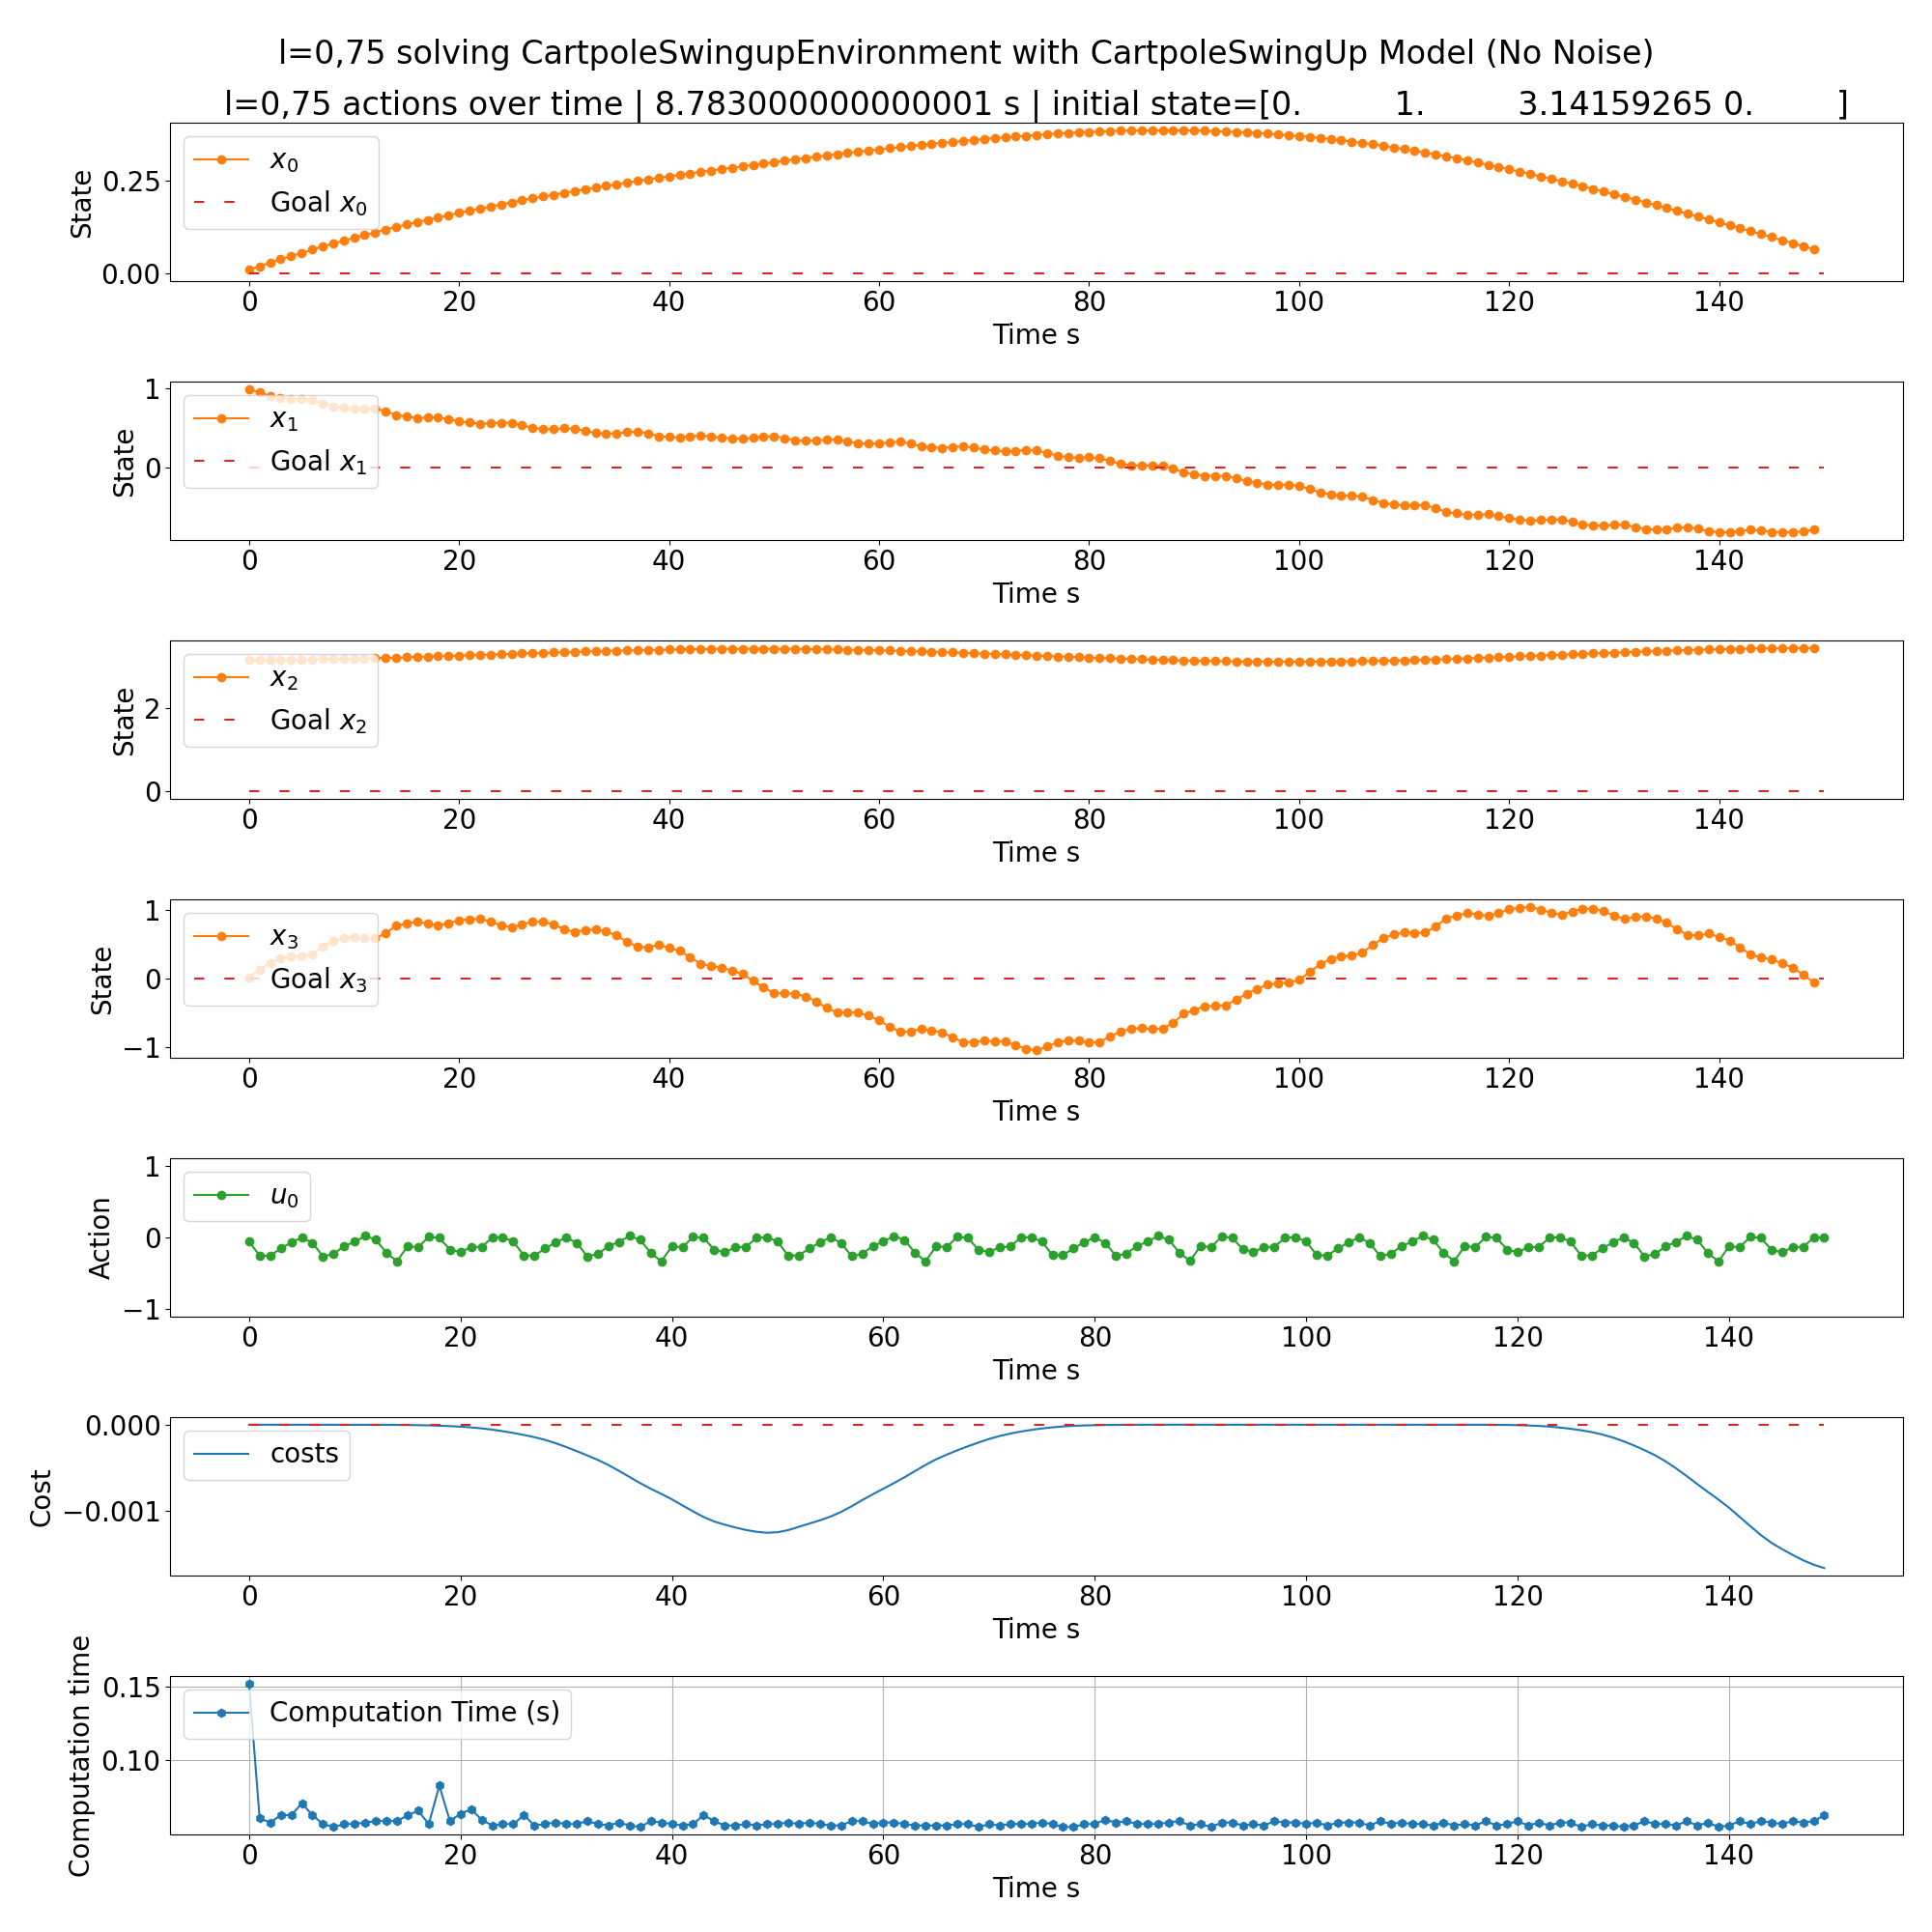 l=0,75 solving CartpoleSwingupEnvironment with CartpoleSwingUp Model (No Noise)
l=0,75 actions over time | 8.783000000000001 s | initial state=[0. 1. 3.14159265 0. ]
State
0.25
0.00
x0
Goal x0
0 20 40 60 80 100 120 140
Time s
State
1
0
x1
Goal x1
0 20 40 60 80 100 120 140
Time s
State
2
0
x2
Goal x2
0 20 40 60 80 100 120 140
Time s
State
1
0
−1
x3
Goal x3
0 20 40 60 80 100 120 140
Time s
Action
1
0
−1
u0
0 20 40 60 80 100 120 140
Time s
Cost
0.000
−0.001
costs
0 20 40 60 80 100 120 140
Time s
Computation time
0.15
0.10
Computation Time (s)
0 20 40 60 80 100 120 140
Time s